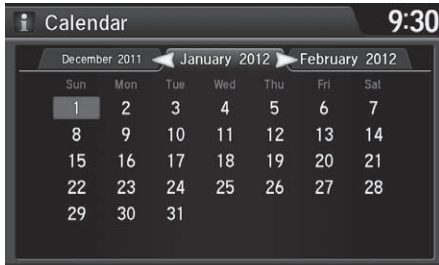 i Calendar 9:30
December 2011 January 2012 February 2012
Sun Mon Tue Wed Thu Fri Sat
1 2 3 4 5 6 7
8 9 10 11 12 13 14
15 16 17 18 19 20 21
22 23 24 25 26 27 28
29 30 31